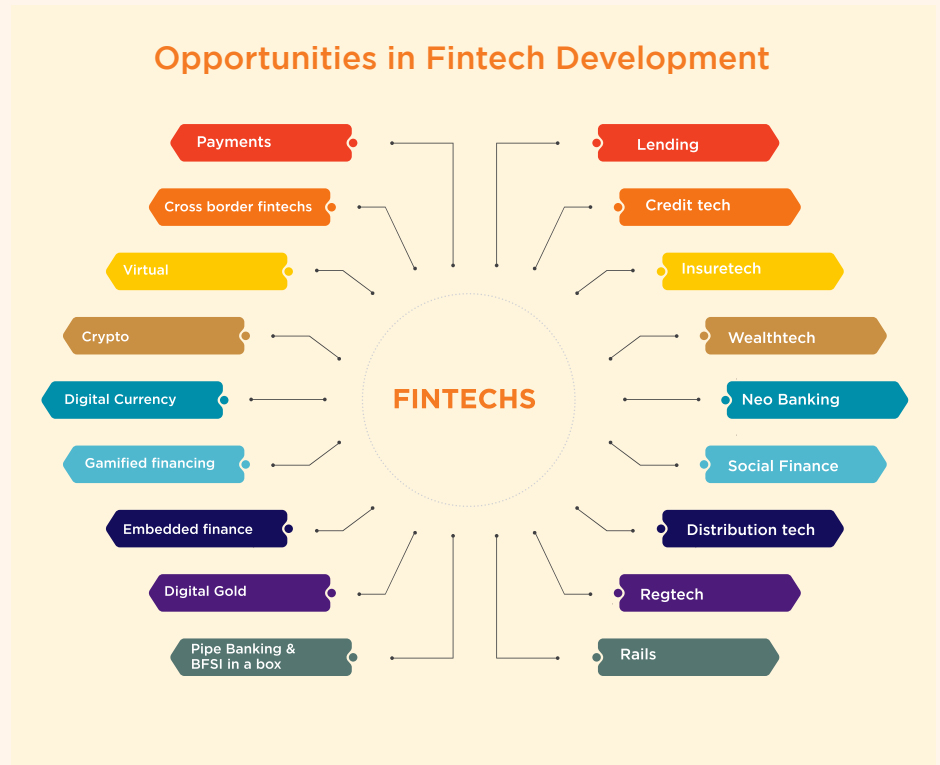 Opportunities in Fintech Development
Payments
Lending
Cross border fintechs
Credit tech
Virtual
Insuretech
Crypto
Wealthtech
Digital Currency
FINTECHS
Neo Banking
Gamified financing
Social Finance
Embedded finance
Distribution tech
Digital Gold
Regtech
Pipe Banking &
BFSI in a box
Rails